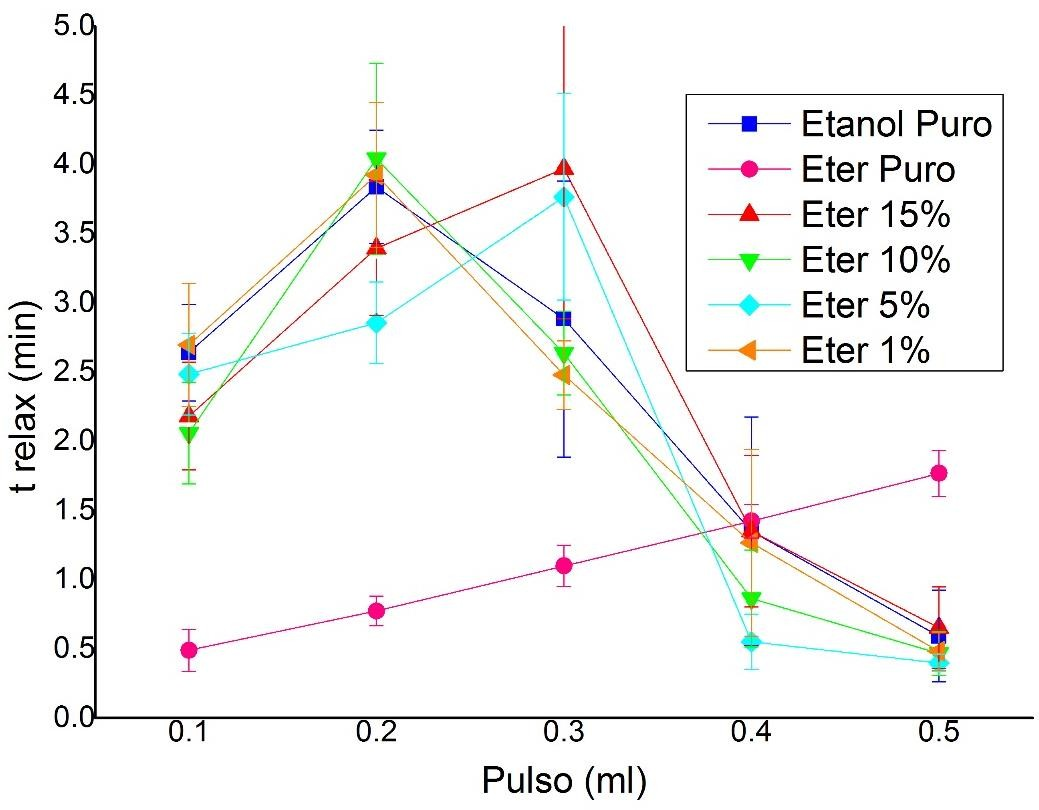 5.0
4.5
4.0
3.5
3.0
2.5
2.0
1.5
1.0
0.5
0.0
t relax (min)
0.1 0.2 0.3 0.4 0.5
Pulso (ml)
Etanol Puro
Eter Puro
Eter 15%
Eter 10%
Eter 5%
Eter 1%